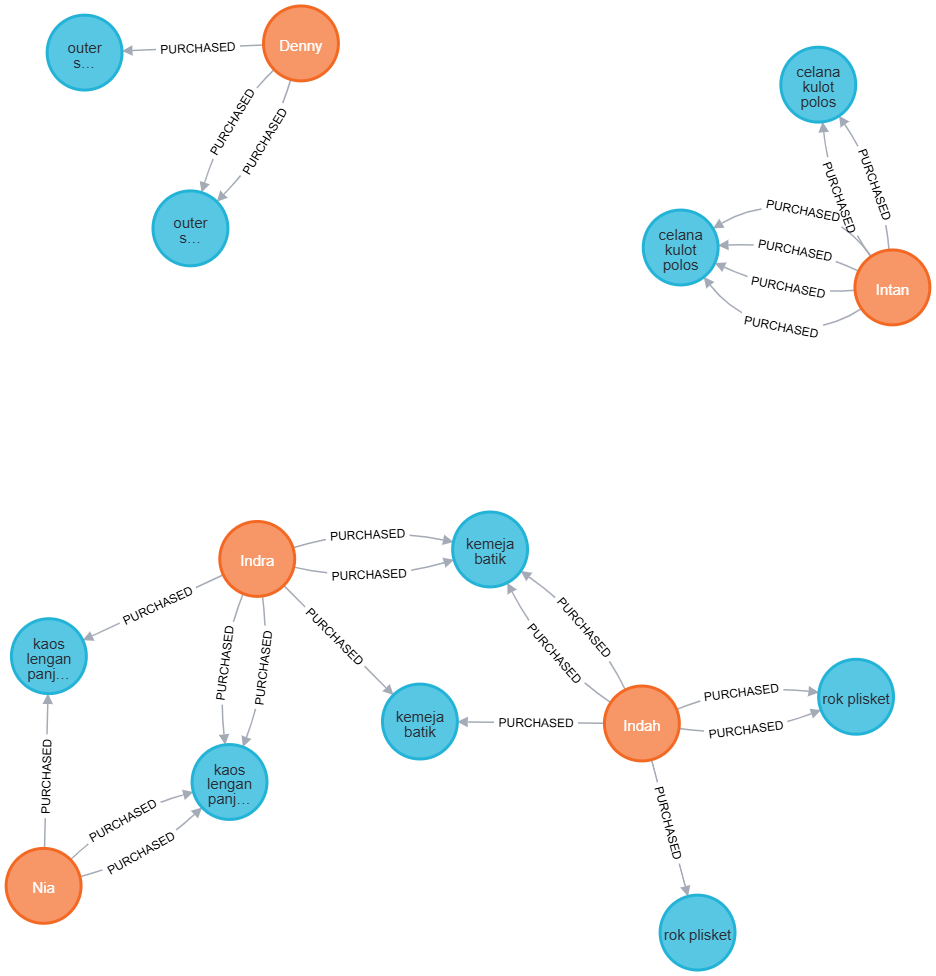 outer
s…
PURCHASED
Denny
PURCHASED
PURCHASED
outer
s…
celana
kulot
polos
PURCHASED
PURCHASED
celana
kulot
polos
PURCHASED
PURCHASED
PURCHASED
PURCHASED
Intan
Indra
PURCHASED
PURCHASED
kemeja
batik
PURCHASED
PURCHASED
PURCHASED
PURCHASED
PURCHASED
PURCHASED
kaos
lengan
panj…
kemeja
batik
PURCHASED
Indah
PURCHASED
PURCHASED
rok plisket
PURCHASED
kaos
lengan
panj…
PURCHASED
PURCHASED
PURCHASED
Nia
rok plisket